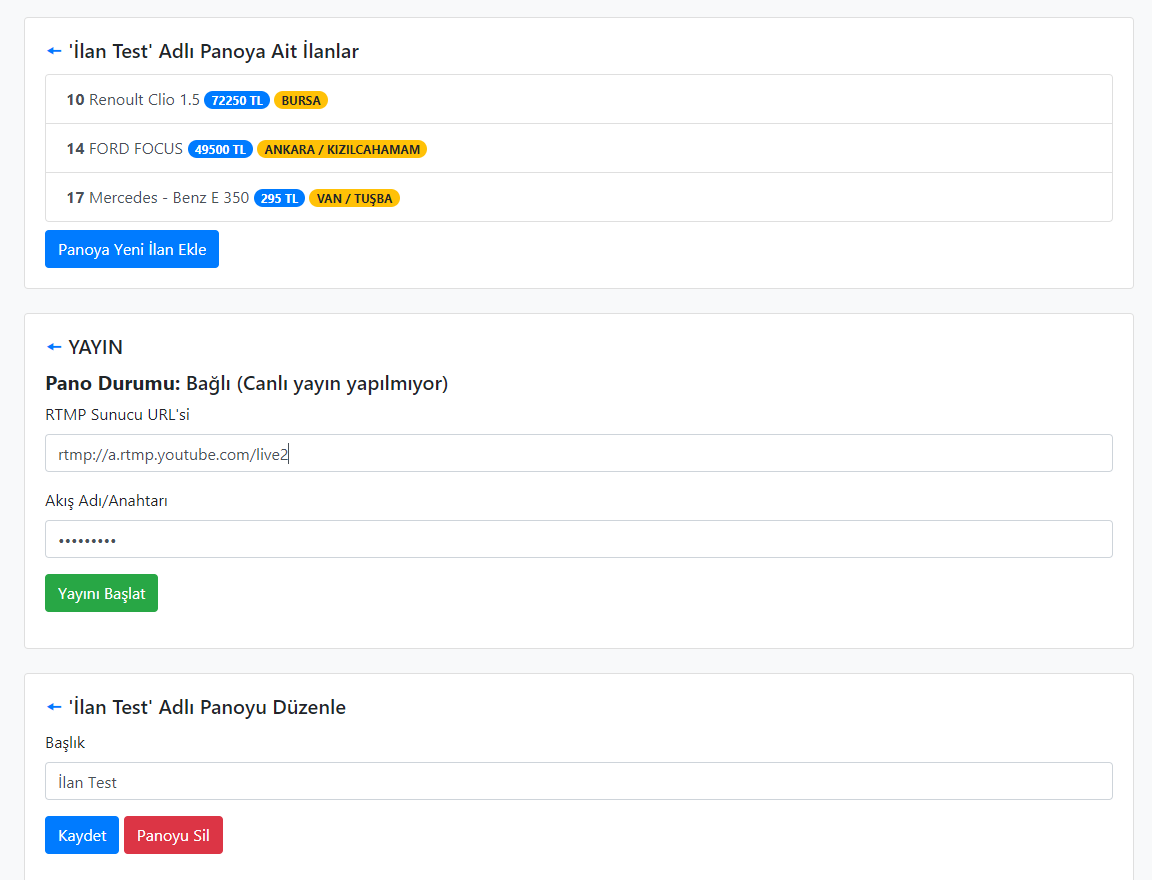 ← 'İlan Test' Adlı Panoya Ait İlanlar
10 Renoult Clio 1.5 72250 TL BURSA
14 FORD FOCUS 49500 TL ANKARA / KIZILCAHAMAM
17 Mercedes - Benz E 350 295 TL VAN / TUŞBA
Panoya Yeni İlan Ekle
← YAYIN
Pano Durumu: Bağlı (Canlı yayın yapılmıyor)
RTMP Sunucu URL'si
rtmp://a.rtmp.youtube.com/live2
Akış Adı/Anahtarı
•••••••••
Yayını Başlat
← 'İlan Test' Adlı Panoyu Düzenle
Başlık
İlan Test
Kaydet Panoyu Sil